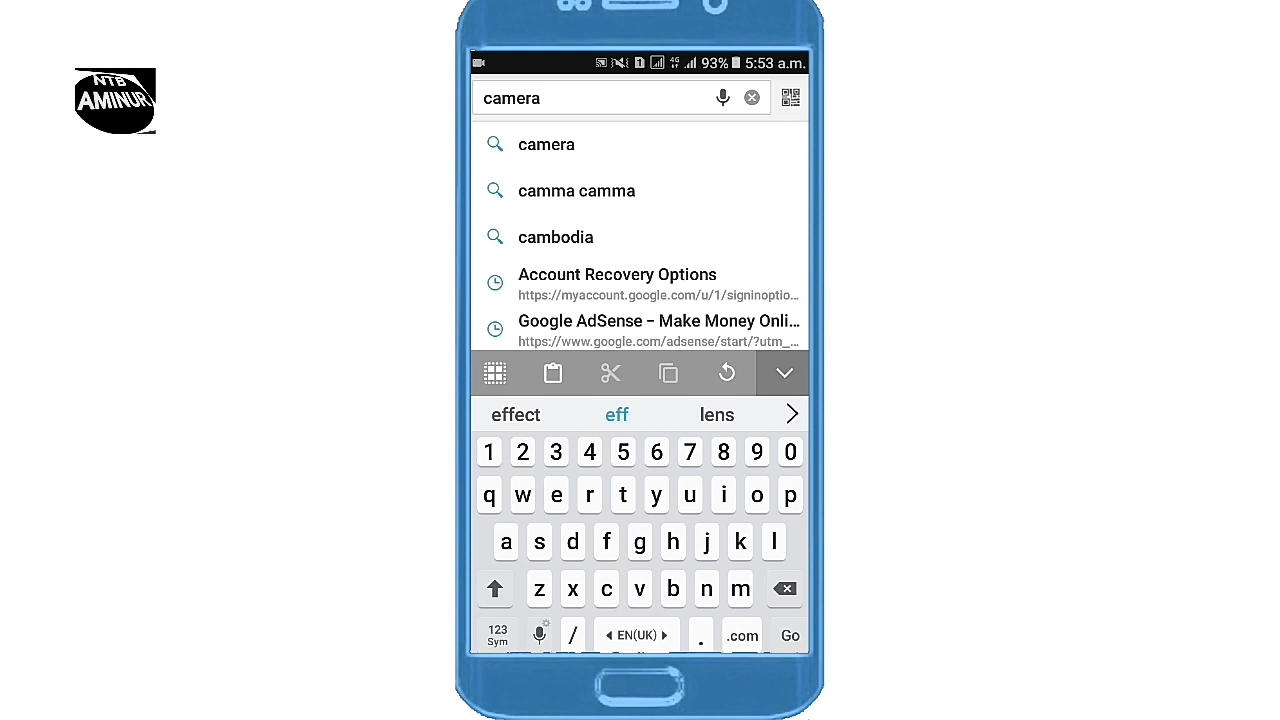 NTB
AMINUR
1 4G 93% 5:53 a.m.
camera
camera
camma camma
cambodia
Account Recovery Options
https://myaccount.google.com/u/1/signinoptio...
Google AdSense – Make Money Onli...
https://www.google.com/adsense/start/?utm_...
effect eff lens
1 2 3 4 5 6 7 8 9 0
q w e r t y u i o p
a s d f g h j k l
z x c v b n m
123 Sym / EN(UK) . .com Go